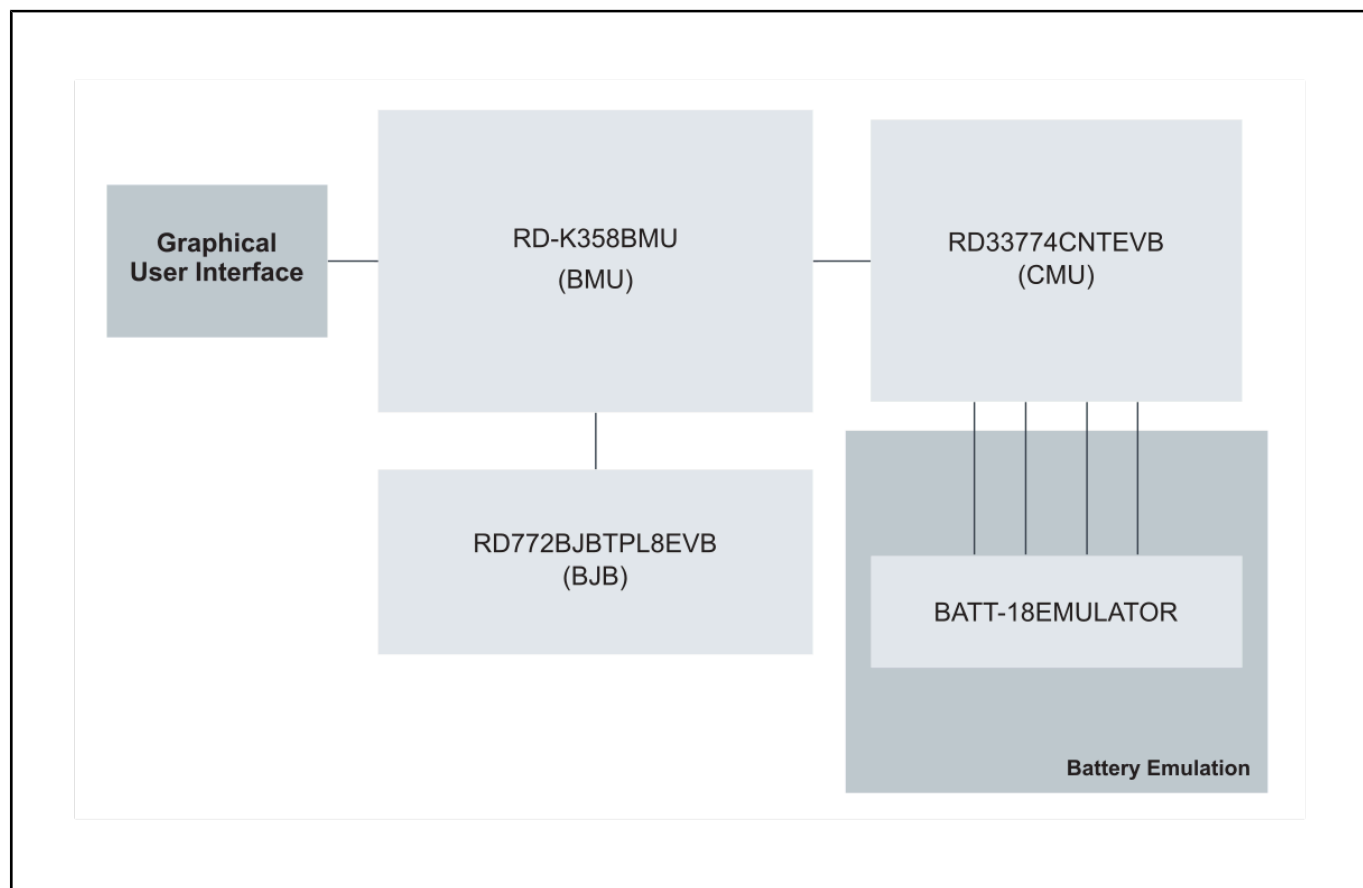 Graphical
User Interface
RD-K358BMU
(BMU)
RD33774CNTEVB
(CMU)
RD772BJBTPL8EVB
(BJB)
BATT-18EMULATOR
Battery Emulation